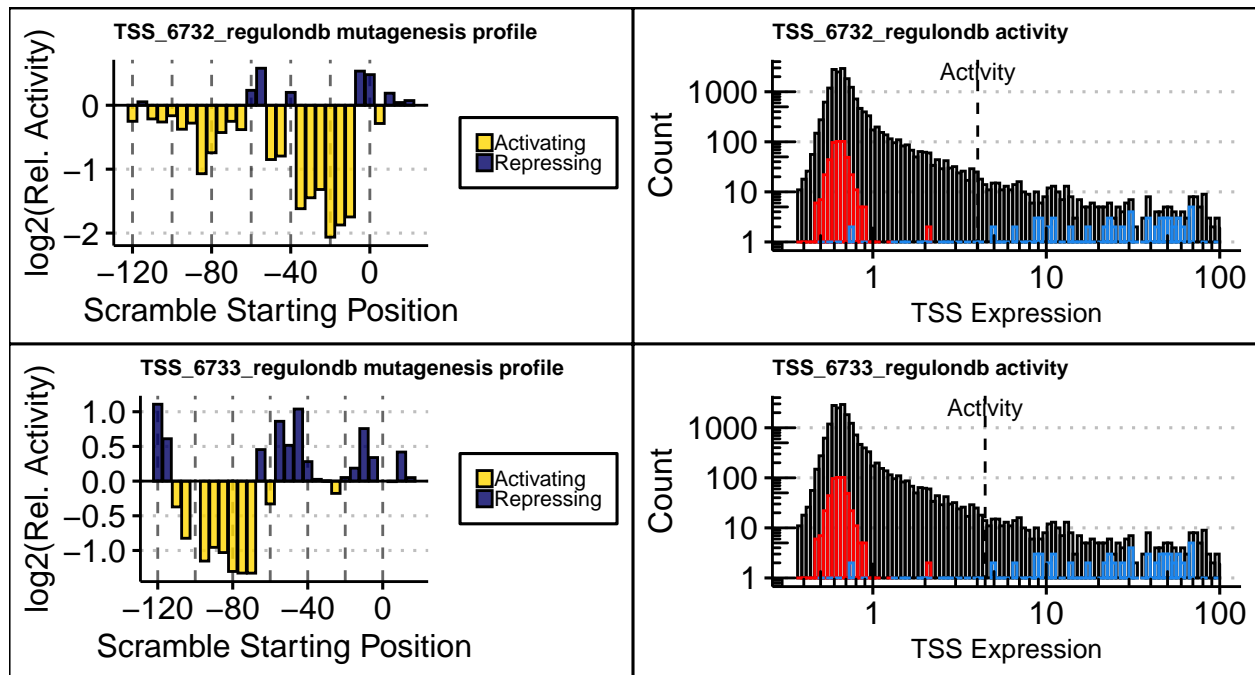 TSS_6732_regulondb mutagenesis profile
log2(Rel. Activity)
0
−1
−2
−120
−80
−40
0
Scramble Starting Position
Activating
Repressing
TSS_6732_regulondb activity
Activity
Count
1000
100
10
1
1
10
100
TSS Expression
TSS_6733_regulondb mutagenesis profile
log2(Rel. Activity)
1.0
0.5
0.0
−0.5
−1.0
−120
−80
−40
0
Scramble Starting Position
Activating
Repressing
TSS_6733_regulondb activity
Activity
Count
1000
100
10
1
1
10
100
TSS Expression